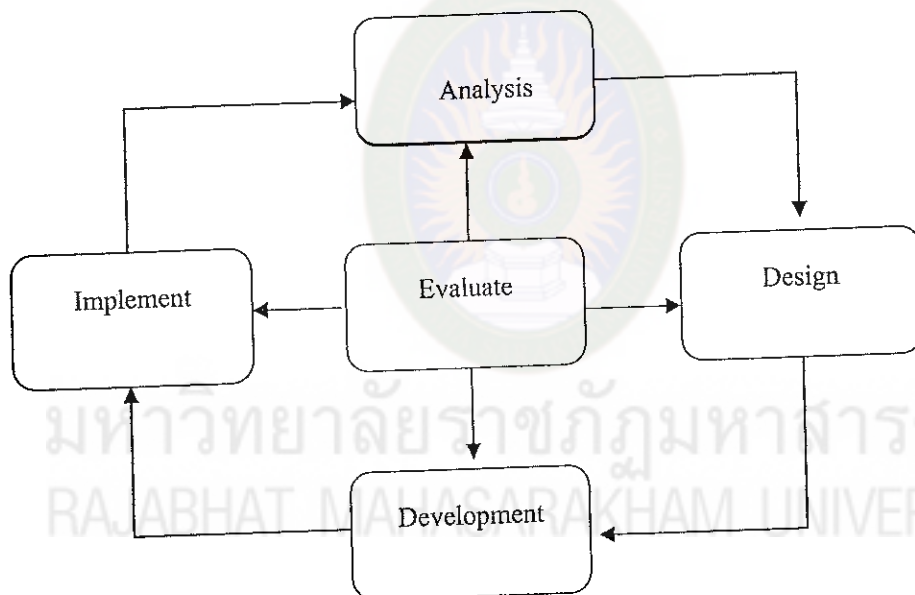 Analysis
Implement
Evaluate
Design
Development
มหาวิทยาลัยราชภัฏมหาสาร
RAJABHAT MAHASARAKHAM UNIVER